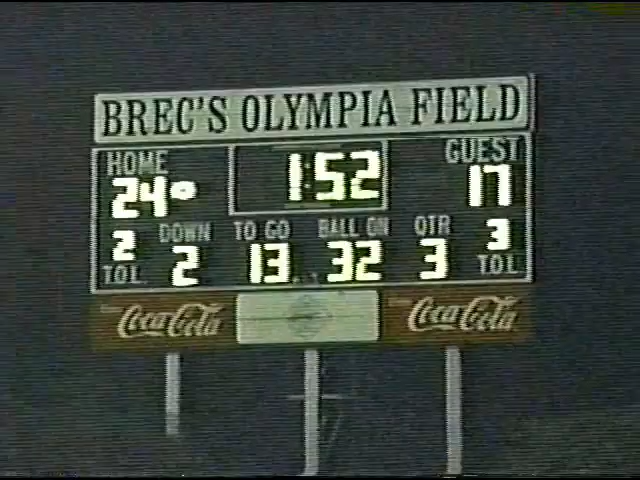 BREC'S OLYMPIA FIELD
HOME 1:52 GUEST
24 17
2 DOWN TO GO BALL ON QTR 3
TOL. 2 13 32 3 TOL.
Coca-Cola Coca-Cola